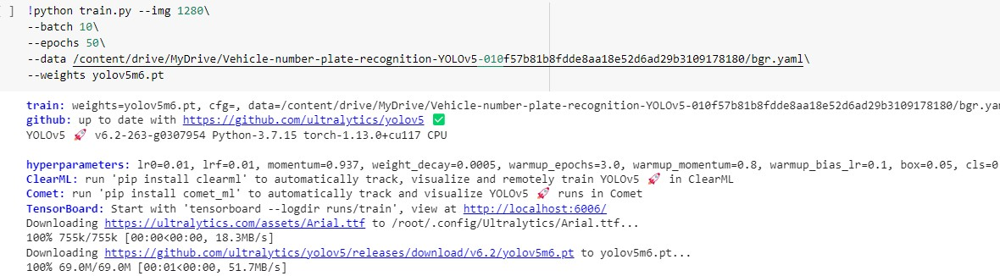 [ ] !python train.py --img 1280\
--batch 10\
--epochs 50\
--data /content/drive/MyDrive/Vehicle-number-plate-recognition-YOLOv5-010f57b81b8fdde8aa18e52d6ad29b3109178180/bgr.yaml\
--weights yolov5m6.pt
train: weights=yolov5m6.pt, cfg=, data=/content/drive/MyDrive/Vehicle-number-plate-recognition-YOLOv5-010f57b81b8fdde8aa18e52d6ad29b3109178180/bgr.yam
github: up to date with https://github.com/ultralytics/yolov5 ✅
YOLOv5 🚀 v6.2-263-g0307954 Python-3.7.15 torch-1.13.0+cu117 CPU
hyperparameters: lr0=0.01, lrf=0.01, momentum=0.937, weight_decay=0.0005, warmup_epochs=3.0, warmup_momentum=0.8, warmup_bias_lr=0.1, box=0.05, cls=0
ClearML: run 'pip install clearml' to automatically track, visualize and remotely train YOLOv5 🚀 in ClearML
Comet: run 'pip install comet_ml' to automatically track and visualize YOLOv5 🚀 runs in Comet
TensorBoard: Start with 'tensorboard --logdir runs/train', view at http://localhost:6006/
Downloading https://ultralytics.com/assets/Arial.ttf to /root/.config/Ultralytics/Arial.ttf...
100% 755k/755k [00:00<00:00, 18.3MB/s]
Downloading https://github.com/ultralytics/yolov5/releases/download/v6.2/yolov5m6.pt to yolov5m6.pt...
100% 69.0M/69.0M [00:01<00:00, 51.7MB/s]